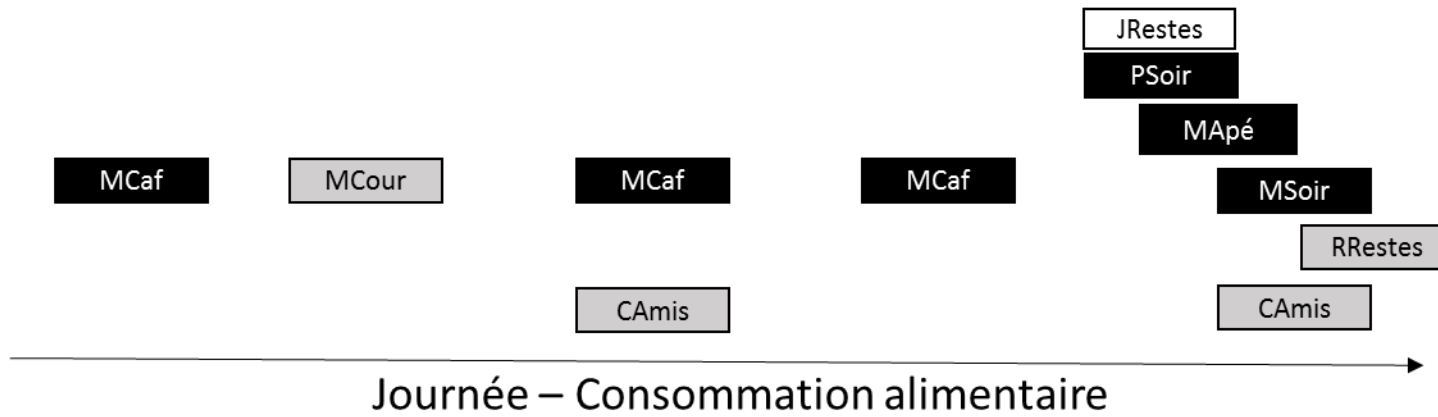 JRestes
PSoir
MApé
MCaf
MCour
MCaf
MCaf
MSoir
RRestes
CAmis
CAmis
Journée – Consommation alimentaire